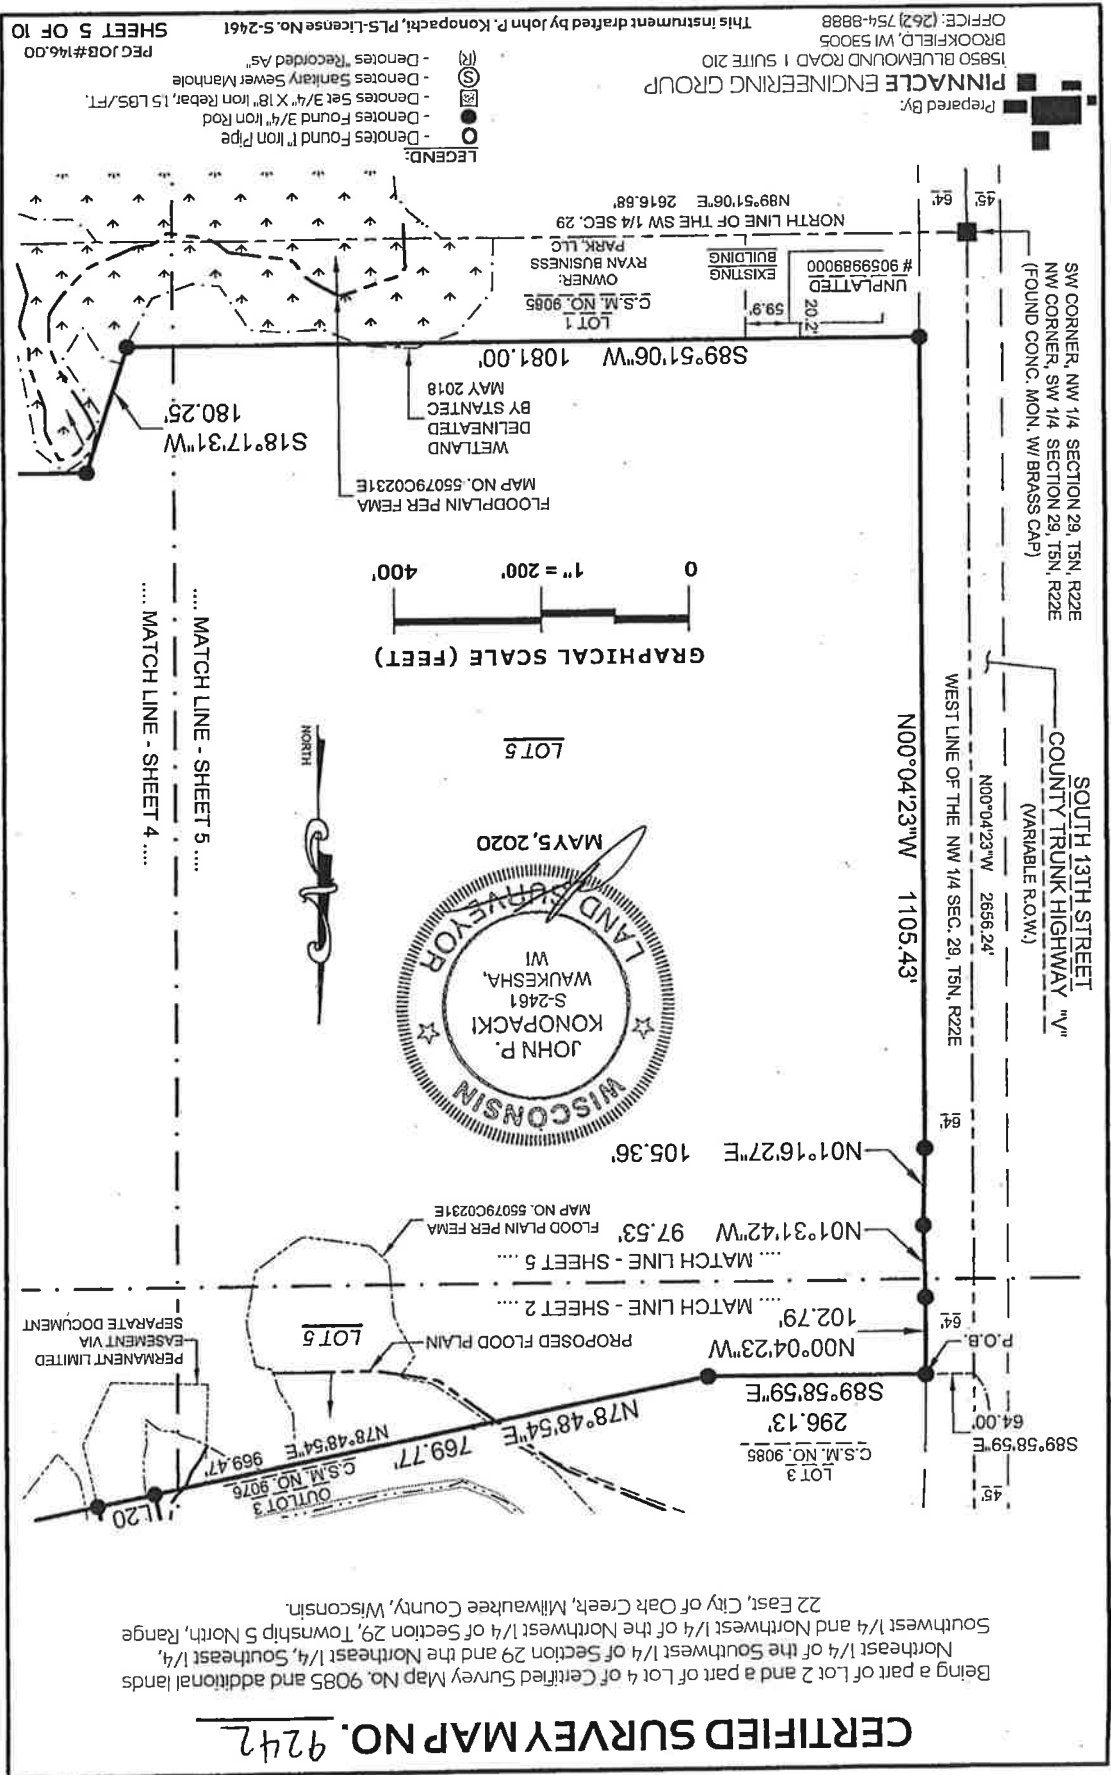 CERTIFIED SURVEY MAP NO. 9242
Being a part of Lot 2 and a part of Lot 4 of Certified Survey Map No. 9085 and additional lands
Northeast 1/4 of the Southwest 1/4 of Section 29 and the Northeast 1/4, Southeast 1/4,
Southwest 1/4 and Northwest 1/4 of the Northwest 1/4 of Section 29, Township 5 North, Range
22 East, City of Oak Creek, Milwaukee County, Wisconsin.
45'
S89°58'59"E
64.00'
P.O.B.
64'
LOT 3
C.S.M. NO. 9085
296.13'
S89°58'59"E
N00°04'23"W
102.79'
.... MATCH LINE - SHEET 2 ....
.... MATCH LINE - SHEET 5 ....
N01°31'42"W 97.53'
N01°16'27"E 105.36'
N78°48'54"E 769.77'
OUTLOT 3
C.S.M. NO. 9076
N78°48'54"E 969.47'
L20
PROPOSED FLOOD PLAIN
LOT 5
PERMANENT LIMITED
EASEMENT VIA
SEPARATE DOCUMENT
FLOOD PLAIN PER FEMA
MAP NO. 55079C0231E
64'
WISCONSIN
LAND SURVEYOR
JOHN P.
KONOPACKI
S-2461
WAUKESHA,
WI
MAY 5, 2020
NORTH
LOT 5
SOUTH 13TH STREET
COUNTY TRUNK HIGHWAY "V"
(VARIABLE R.O.W.)
N00°04'23"W 2656.24'
WEST LINE OF THE NW 1/4 SEC. 29, T5N, R22E
N00°04'23"W 1105.43'
.... MATCH LINE - SHEET 5 ....
.... MATCH LINE - SHEET 4 ....
GRAPHICAL SCALE (FEET)
0 1" = 200' 400'
FLOODPLAIN PER FEMA
MAP NO. 55079C0231E
WETLAND
DELINEATED
BY STANTEC
MAY 2018
S18°17'31"W
180.25'
S89°51'06"W 1081.00'
SW CORNER, NW 1/4 SECTION 29, T5N, R22E
NW CORNER, SW 1/4 SECTION 29, T5N, R22E
(FOUND CONC. MON. W/ BRASS CAP)
20.2'
59.9'
UNPLATTED
# 9059989000
EXISTING
BUILDING
LOT 1
C.S.M. NO. 9085
OWNER:
RYAN BUSINESS
PARK, LLC
NORTH LINE OF THE SW 1/4 SEC. 29
N89°51'06"E 2616.68'
45'
64'
LEGEND:
- Denotes Found 1" Iron Pipe
- Denotes Found 3/4" Iron Rod
- Denotes Set 3/4" X 18" Iron Rebar, 1.5 LBS./FT.
(S) - Denotes Sanitary Sewer Manhole
(R) - Denotes "Recorded As"
Prepared By:
PINNACLE ENGINEERING GROUP
15850 BLUEMOUND ROAD | SUITE 210
BROOKFIELD, WI 53005
OFFICE: (262) 754-8888
This instrument drafted by John P. Konopacki, PLS-License No. S-2461
PEG JOB#146.00
SHEET 5 OF 10